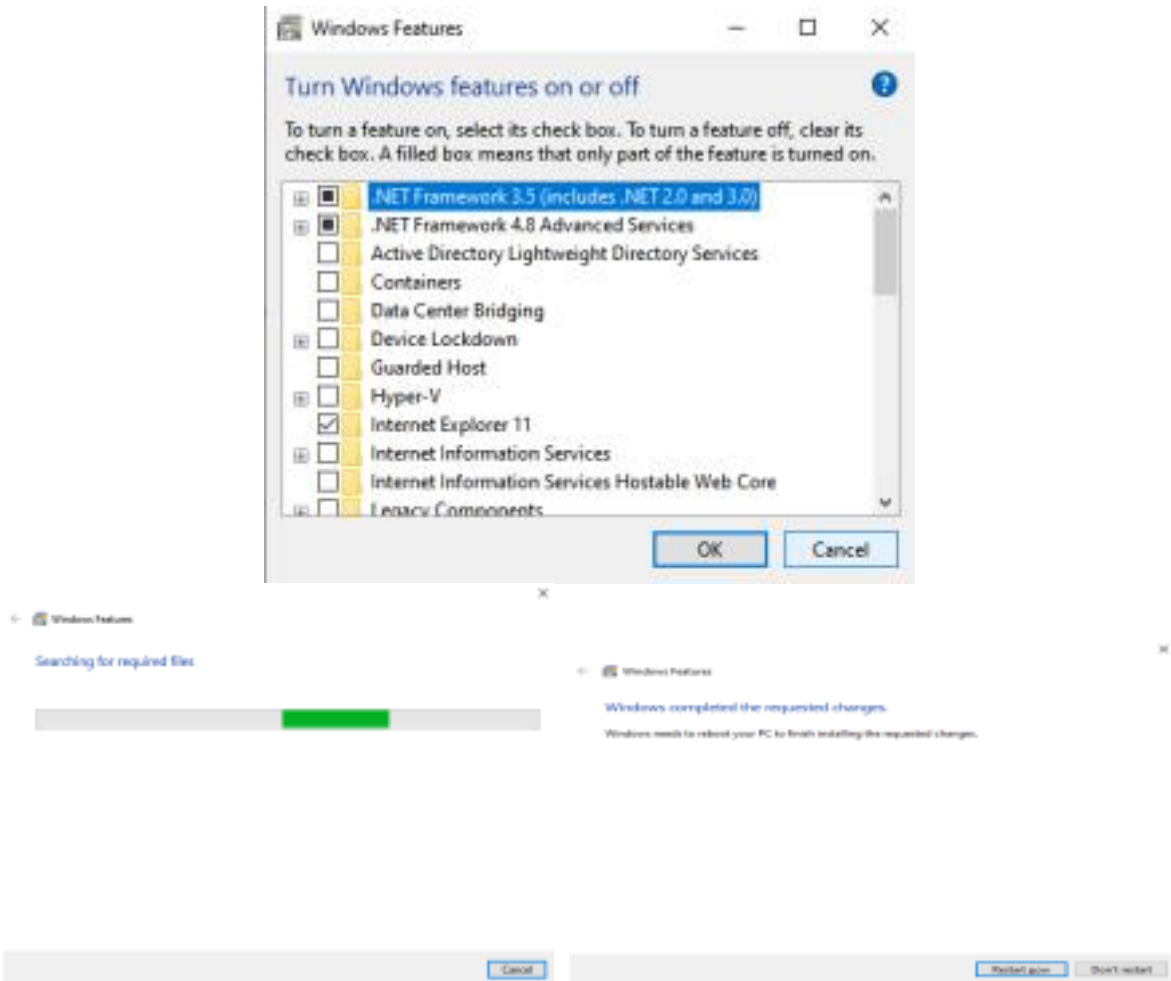 Windows Features
Turn Windows features on or off
To turn a feature on, select its check box. To turn a feature off, clear its
check box. A filled box means that only part of the feature is turned on.
.NET Framework 3.5 (includes .NET 2.0 and 3.0)
.NET Framework 4.8 Advanced Services
Active Directory Lightweight Directory Services
Containers
Data Center Bridging
Device Lockdown
Guarded Host
Hyper-V
Internet Explorer 11
Internet Information Services
Internet Information Services Hostable Web Core
Legacy Components
OK Cancel
Windows Features
Searching for required files
Cancel
Windows Features
Windows completed the requested changes.
Windows needs to reboot your PC to finish installing the requested changes.
Restart now Don't restart